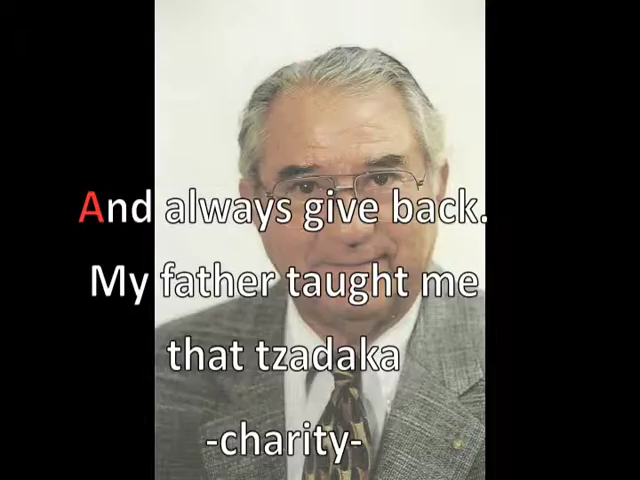 And always give back.
My father taught me
that tzadaka
-charity-